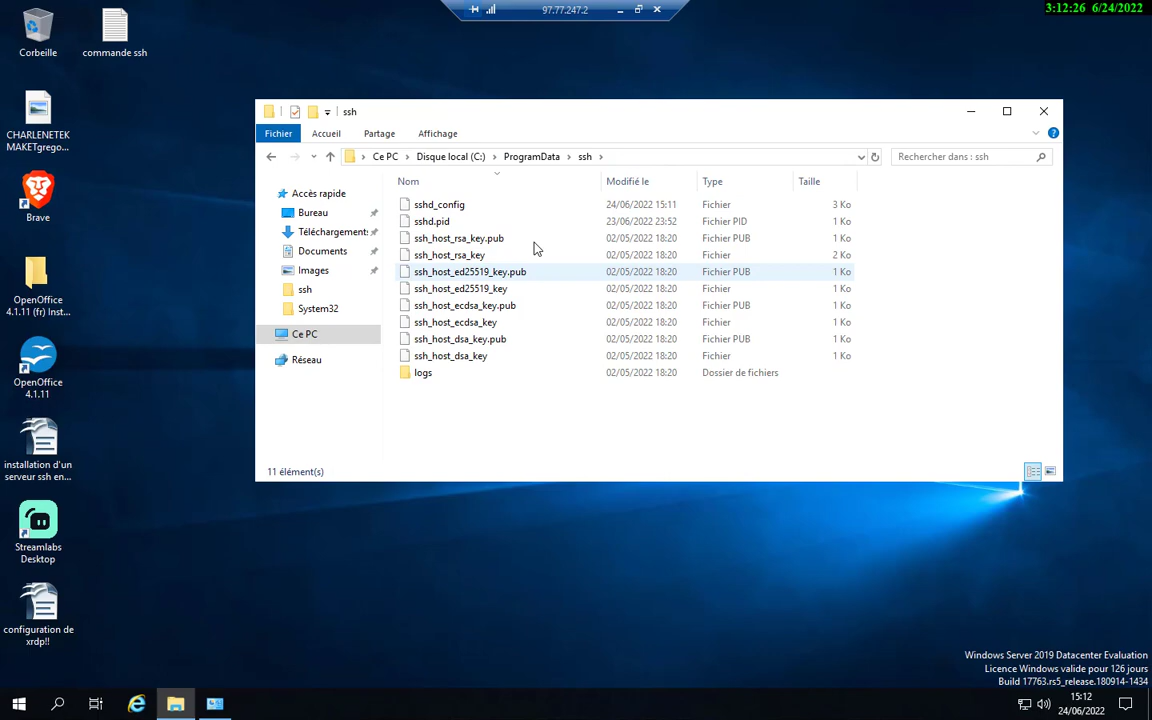 97.77.247.2
3:12:26 6/24/2022
Corbeille
commande ssh
CHARLENETEK
MAKETgrego...
Brave
OpenOffice
4.1.11 (fr) Inst...
OpenOffice
4.1.11
installation d'un
serveur ssh en...
Streamlabs
Desktop
configuration de
xrdp!!
ssh
Fichier Accueil Partage Affichage
Ce PC > Disque local (C:) > ProgramData > ssh >
Rechercher dans : ssh
Accès rapide
Bureau
Téléchargement:
Documents
Images
ssh
System32
Ce PC
Réseau
Nom Modifié le Type Taille
sshd_config 24/06/2022 15:11 Fichier 3 Ko
sshd.pid 23/06/2022 23:52 Fichier PID 1 Ko
ssh_host_rsa_key.pub 02/05/2022 18:20 Fichier PUB 1 Ko
ssh_host_rsa_key 02/05/2022 18:20 Fichier 2 Ko
ssh_host_ed25519_key.pub 02/05/2022 18:20 Fichier PUB 1 Ko
ssh_host_ed25519_key 02/05/2022 18:20 Fichier 1 Ko
ssh_host_ecdsa_key.pub 02/05/2022 18:20 Fichier PUB 1 Ko
ssh_host_ecdsa_key 02/05/2022 18:20 Fichier 1 Ko
ssh_host_dsa_key.pub 02/05/2022 18:20 Fichier PUB 1 Ko
ssh_host_dsa_key 02/05/2022 18:20 Fichier 1 Ko
logs 02/05/2022 18:20 Dossier de fichiers
11 élément(s)
Windows Server 2019 Datacenter Evaluation
Licence Windows valide pour 126 jours
Build 17763.rs5_release.180914-1434
15:12
24/06/2022